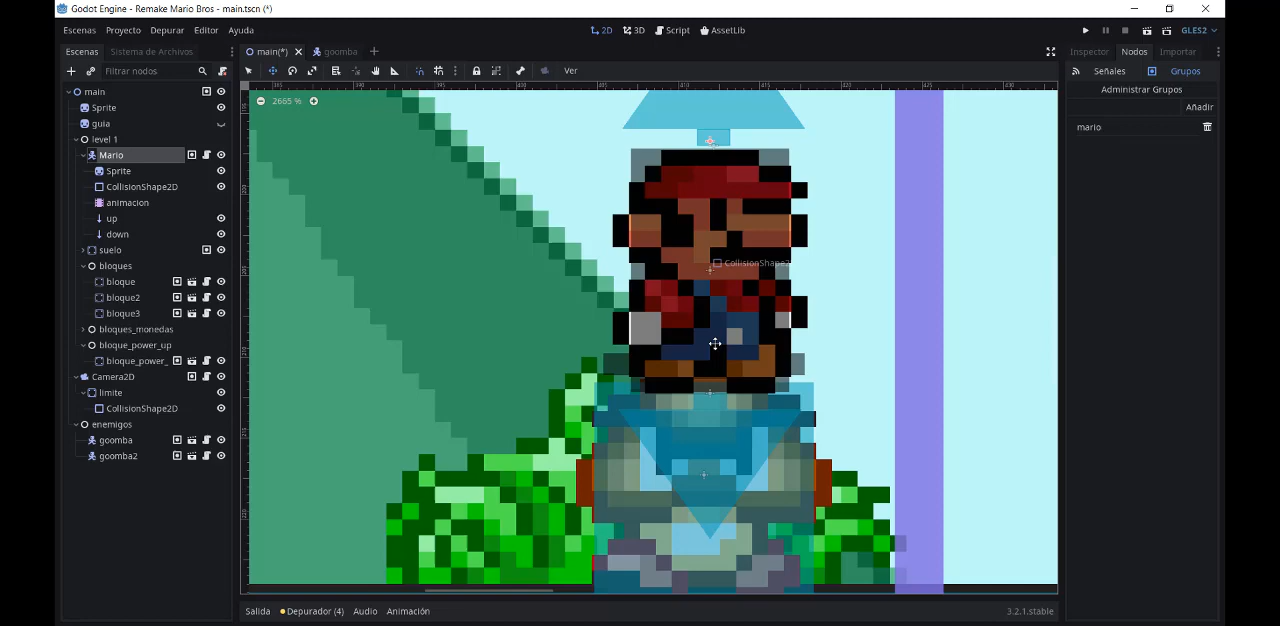 Godot Engine - Remake Mario Bros - main.tscn (*)
Escenas Proyecto Depurar Editor Ayuda
2D 3D Script AssetLib
GLES2
Escenas Sistema de Archivos
main(*) goomba
Inspector Nodos Importar
Filtrar nodos
Ver
Señales Grupos
Administrar Grupos
Añadir
mario
2665 %
main
Sprite
guia
level 1
Mario
Sprite
CollisionShape2D
animacion
up
down
suelo
bloques
bloque
bloque2
bloque3
bloques_monedas
bloque_power_up
bloque_power_
Camera2D
limite
CollisionShape2D
enemigos
goomba
goomba2
CollisionShape2
Salida Depurador (4) Audio Animación
3.2.1.stable